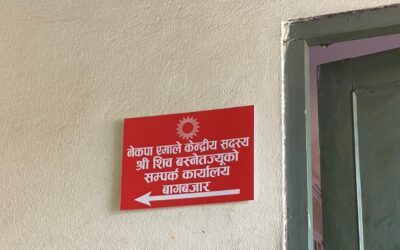 नेकपा एमाले केन्द्रीय सदस्य
श्री शिव बस्नेतज्यूको
सम्पर्क कार्यालय
बागबजार